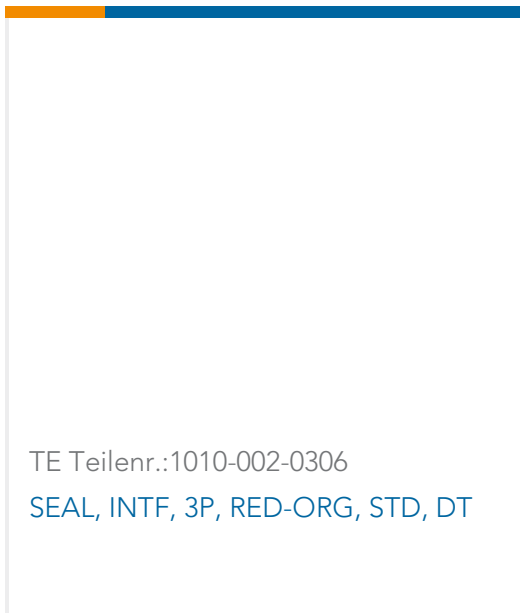 TE Teilenr.:1010-002-0306
SEAL, INTF, 3P, RED-ORG, STD, DT